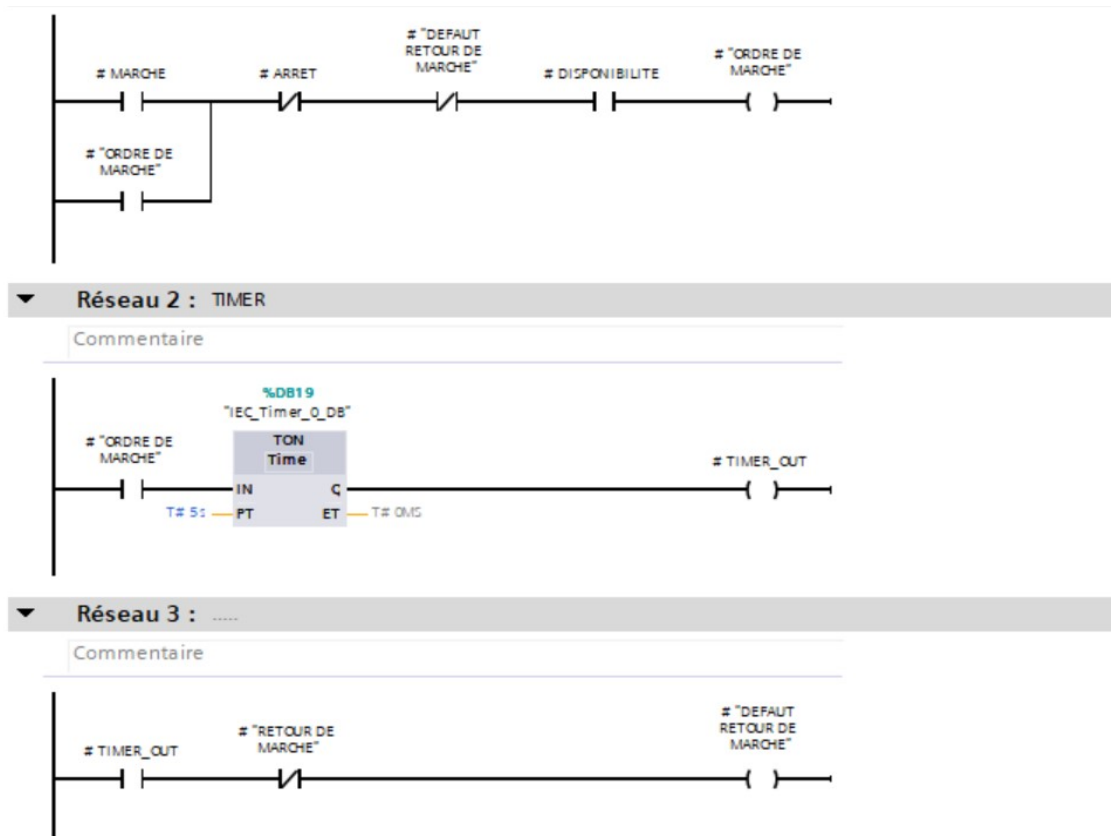 # "DEFAUT
RETOUR DE
MARCHE"
# "ORDRE DE
MARCHE"
# MARCHE
# ARRET
# DISPONIBILITE
# "ORDRE DE
MARCHE"
Réseau 2 : TIMER
Commentaire
%DB19
"IEC_Timer_0_DB"
# "ORDRE DE
MARCHE"
TON
Time
# TIMER_OUT
IN
Q
T# 5s
PT
ET
T# 0MS
Réseau 3 : .....
Commentaire
# "DEFAUT
RETOUR DE
MARCHE"
# "RETOUR DE
MARCHE"
# TIMER_OUT